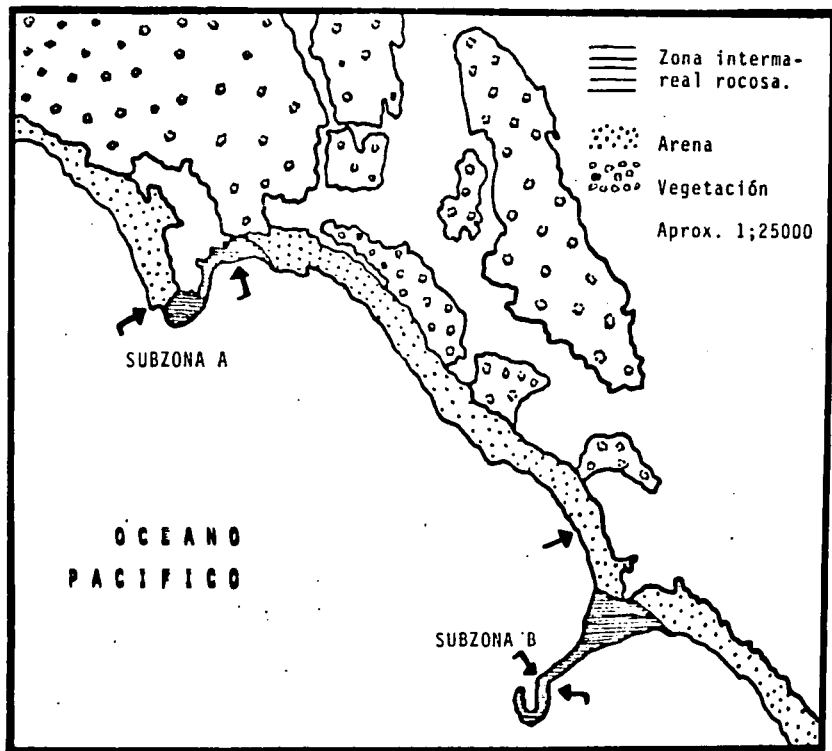 Zona interma-
real rocosa.
Arena
Vegetación
Aprox. 1;25000
SUBZONA A
OCEANO
PACIFICO
SUBZONA B